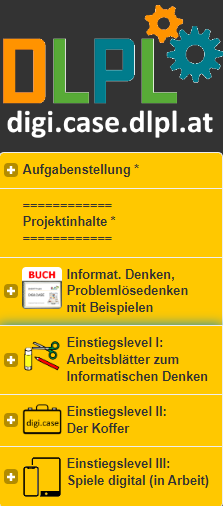 DLPL
digi.case.dlpl.at
Aufgabenstellung *
============
Projektinhalte *
============
BUCH
Informat. Denken,
Problemlösedenken
mit Beispielen
Einstiegslevel I:
Arbeitsblätter zum
Informatischen Denken
digi.case
Einstiegslevel II:
Der Koffer
Einstiegslevel III:
Spiele digital (in Arbeit)